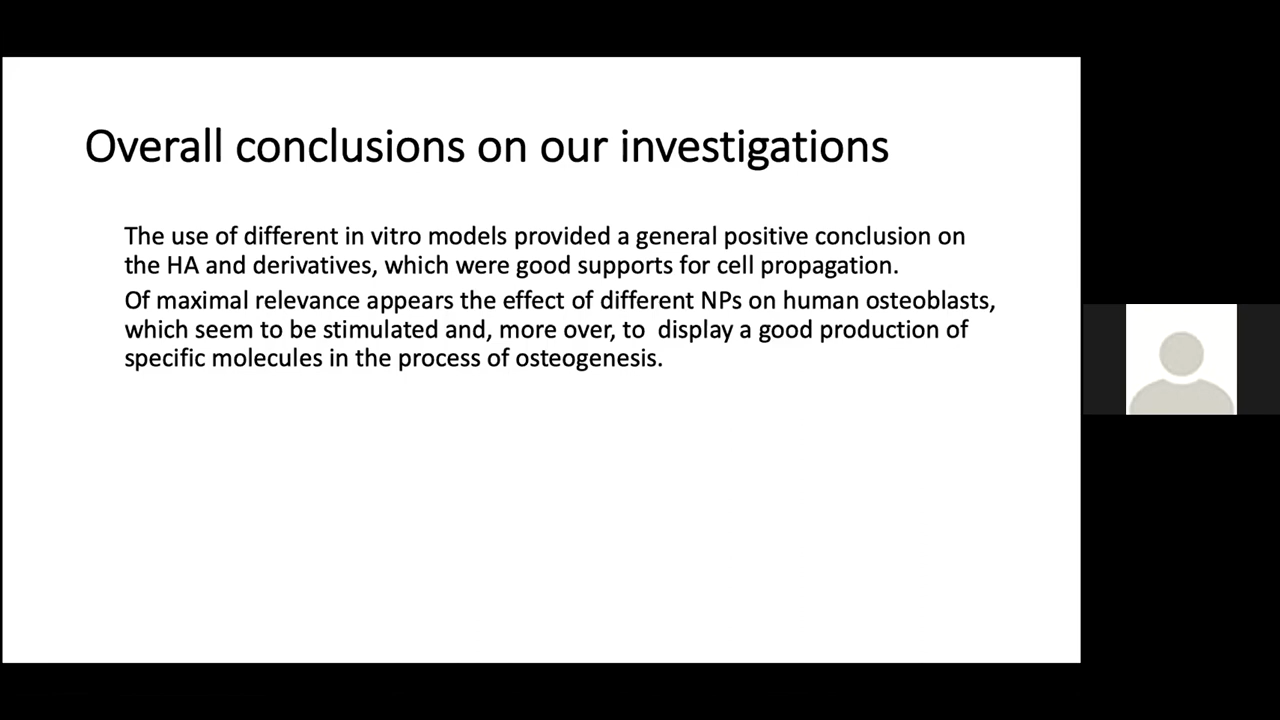 Overall conclusions on our investigations
The use of different in vitro models provided a general positive conclusion on
the HA and derivatives, which were good supports for cell propagation.
Of maximal relevance appears the effect of different NPs on human osteoblasts,
which seem to be stimulated and, more over, to  display a good production of
specific molecules in the process of osteogenesis.